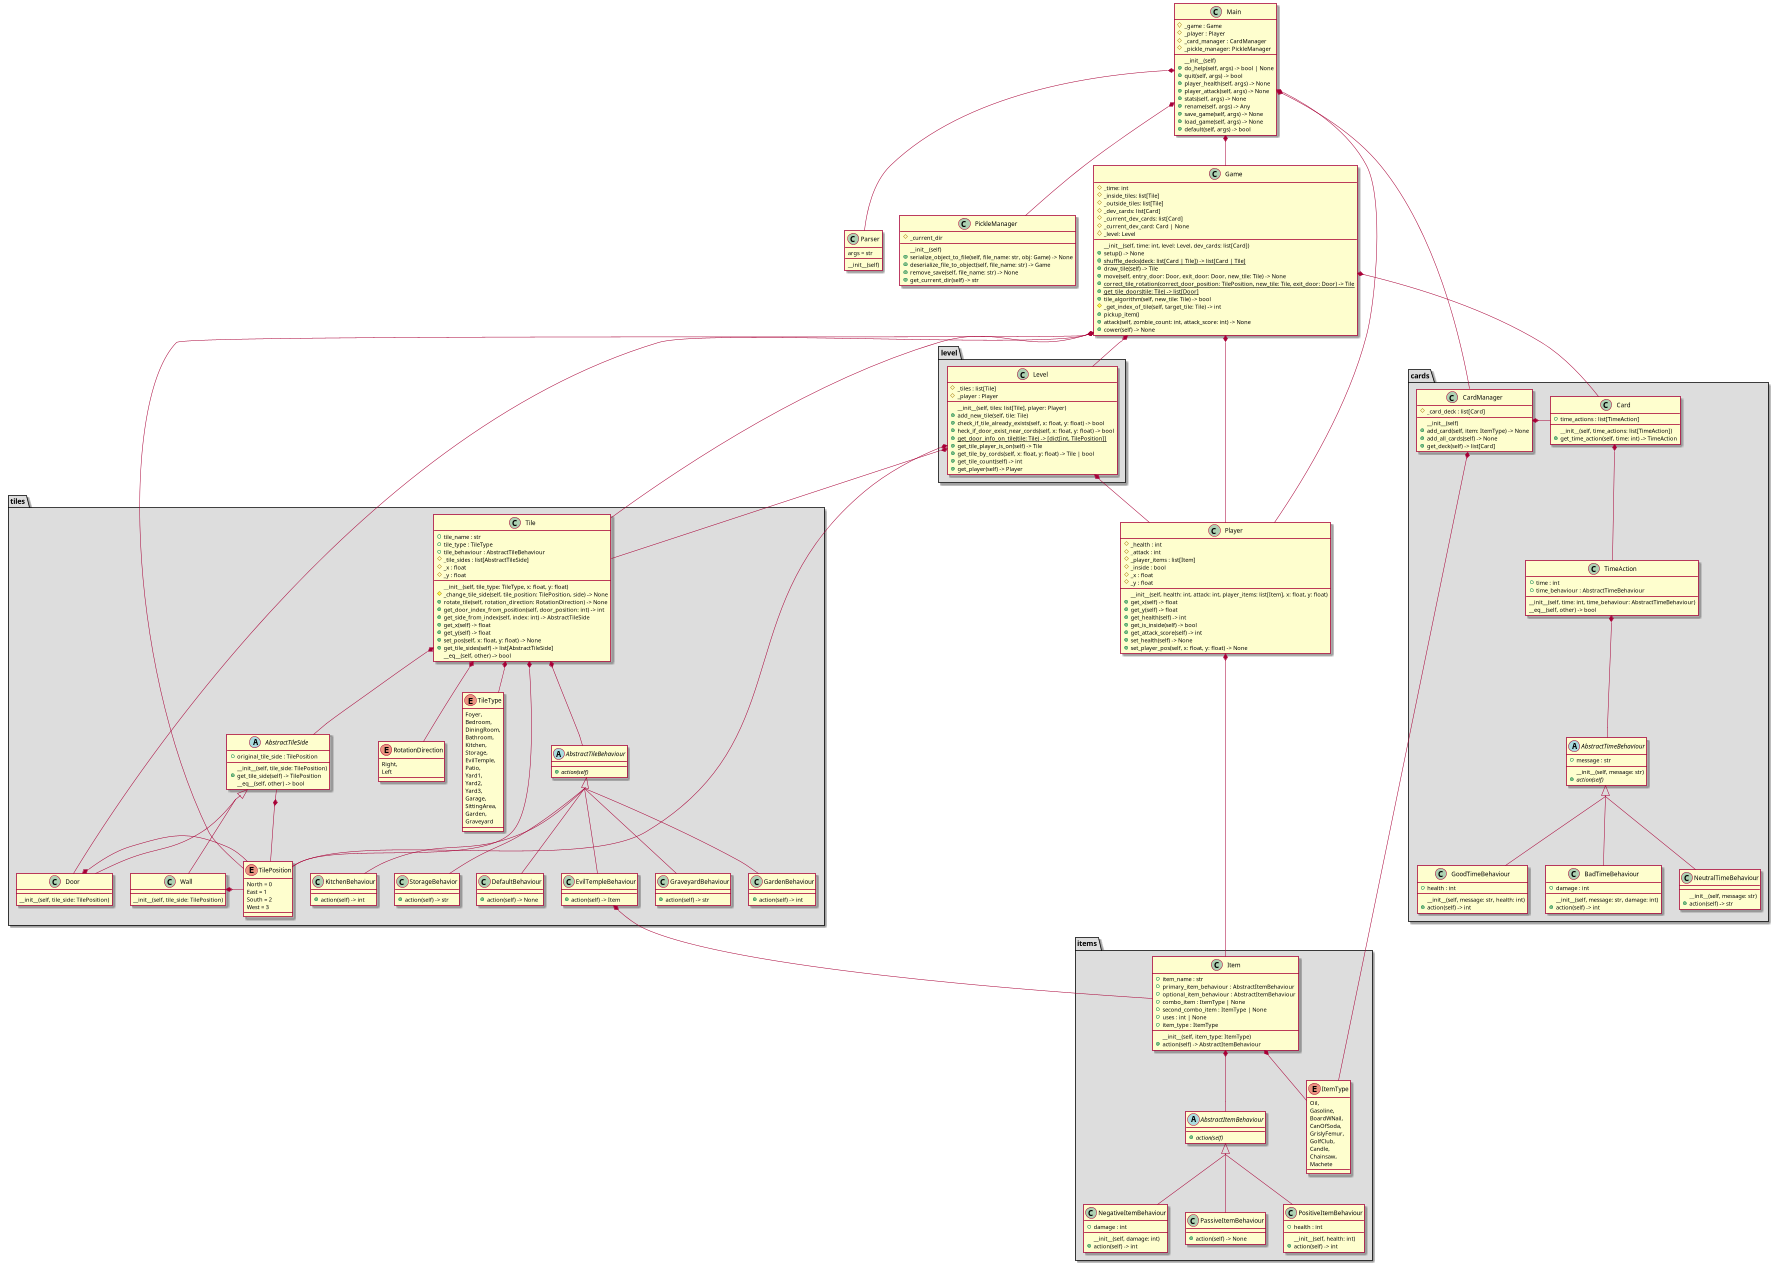 Main
_game : Game
_player : Player
_card_manager : CardManager
_pickle_manager: PickleManager
__init__(self)
do_help(self, args) -> bool | None
quit(self, args) -> bool
player_health(self, args) -> None
player_attack(self, args) -> None
stats(self, args) -> None
rename(self, args) -> Any
save_game(self, args) -> None
load_game(self, args) -> None
default(self, args) -> bool
Game
_time: int
_inside_tiles: list[Tile]
_outside_tiles: list[Tile]
_dev_cards: list[Card]
_current_dev_cards: list[Card]
_current_dev_card: Card | None
_level: Level
__init__(self, time: int, level: Level, dev_cards: list[Card])
setup() -> None
shuffle_decks(deck: list[Card | Tile]) -> list[Card | Tile]
draw_tile(self) -> Tile
move(self, entry_door: Door, exit_door: Door, new_tile: Tile) -> None
correct_tile_rotation(correct_door_position: TilePosition, new_tile: Tile, exit_door: Door) -> Tile
get_tile_doors(tile: Tile) -> list[Door]
tile_algorithm(self, new_tile: Tile) -> bool
_get_index_of_tile(self, target_tile: Tile) -> int
pickup_item()
attack(self, zombie_count: int, attack_score: int) -> None
cower(self) -> None
PickleManager
_current_dir
__init__(self)
serialize_object_to_file(self, file_name: str, obj: Game) -> None
deserialize_file_to_object(self, file_name: str) -> Game
remove_save(self, file_name: str) -> None
get_current_dir(self) -> str
Parser
args = str
__init__(self)
level
Level
_tiles : list[Tile]
_player : Player
__init__(self, tiles: list[Tile], player: Player)
add_new_tile(self, tile: Tile)
check_if_tile_already_exists(self, x: float, y: float) -> bool
heck_if_door_exist_near_cords(self, x: float, y: float) -> bool
get_door_info_on_tile(tile: Tile) -> [dict[int, TilePosition]]
get_tile_player_is_on(self) -> Tile
get_tile_by_cords(self, x: float, y: float) -> Tile | bool
get_tile_count(self) -> int
get_player(self) -> Player
cards
CardManager
_card_deck : list[Card]
__init__(self)
add_card(self, item: ItemType) -> None
add_all_cards(self) -> None
get_deck(self) -> list[Card]
Card
time_actions : list[TimeAction]
__init__(self, time_actions: list[TimeAction])
get_time_action(self, time: int) -> TimeAction
tiles
Tile
tile_name : str
tile_type : TileType
tile_behaviour : AbstractTileBehaviour
_tile_sides : list[AbstractTileSide]
_x : float
_y : float
__init__(self, tile_type: TileType, x: float, y: float)
_change_tile_side(self, tile_position: TilePosition, side) -> None
rotate_tile(self, rotation_direction: RotationDirection) -> None
get_door_index_from_position(self, door_position: int) -> int
get_side_from_index(self, index: int) -> AbstractTileSide
get_x(self) -> float
get_y(self) -> float
set_pos(self, x: float, y: float) -> None
get_tile_sides(self) -> list[AbstractTileSide]
__eq__(self, other) -> bool
Player
_health : int
_attack : int
_player_items : list[Item]
_inside : bool
_x : float
_y : float
__init__(self, health: int, attack: int, player_items: list[Item], x: float, y: float)
get_x(self) -> float
get_y(self) -> float
get_health(self) -> int
get_is_inside(self) -> bool
get_attack_score(self) -> int
set_health(self) -> None
set_player_pos(self, x: float, y: float) -> None
TimeAction
time : int
time_behaviour : AbstractTimeBehaviour
__init__(self, time: int, time_behaviour: AbstractTimeBehaviour)
__eq__(self, other) -> bool
AbstractTileSide
original_tile_side : TilePosition
__init__(self, tile_side: TilePosition)
get_tile_side(self) -> TilePosition
__eq__(self, other) -> bool
RotationDirection
Right,
Left
TileType
Foyer,
Bedroom,
DiningRoom,
Bathroom,
Kitchen,
Storage,
EvilTemple,
Patio,
Yard1,
Yard2,
Yard3,
Garage,
SittingArea,
Garden,
Graveyard
AbstractTileBehaviour
action(self)
AbstractTimeBehaviour
message : str
__init__(self, message: str)
action(self)
Door
__init__(self, tile_side: TilePosition)
Wall
__init__(self, tile_side: TilePosition)
TilePosition
North = 0
East = 1
South = 2
West = 3
KitchenBehaviour
action(self) -> int
StorageBehavior
action(self) -> str
DefaultBehaviour
action(self) -> None
EvilTempleBehaviour
action(self) -> Item
GraveyardBehaviour
action(self) -> str
GardenBehaviour
action(self) -> int
GoodTimeBehaviour
health : int
__init__(self, message: str, health: int)
action(self) -> int
BadTimeBehaviour
damage : int
__init__(self, message: str, damage: int)
action(self) -> int
NeutralTimeBehaviour
__init__(self, message: str)
action(self) -> str
items
Item
item_name : str
primary_item_behaviour : AbstractItemBehaviour
optional_item_behaviour : AbstractItemBehaviour
combo_item : ItemType | None
second_combo_item : ItemType | None
uses : int | None
item_type : ItemType
__init__(self, item_type: ItemType)
action(self) -> AbstractItemBehaviour
ItemType
Oil,
Gasoline,
BoardWNail,
CanOfSoda,
GrislyFemur,
GolfClub,
Candle,
Chainsaw,
Machete
AbstractItemBehaviour
action(self)
NegativeItemBehaviour
damage : int
__init__(self, damage: int)
action(self) -> int
PassiveItemBehaviour
action(self) -> None
PositiveItemBehaviour
health : int
__init__(self, health: int)
action(self) -> int